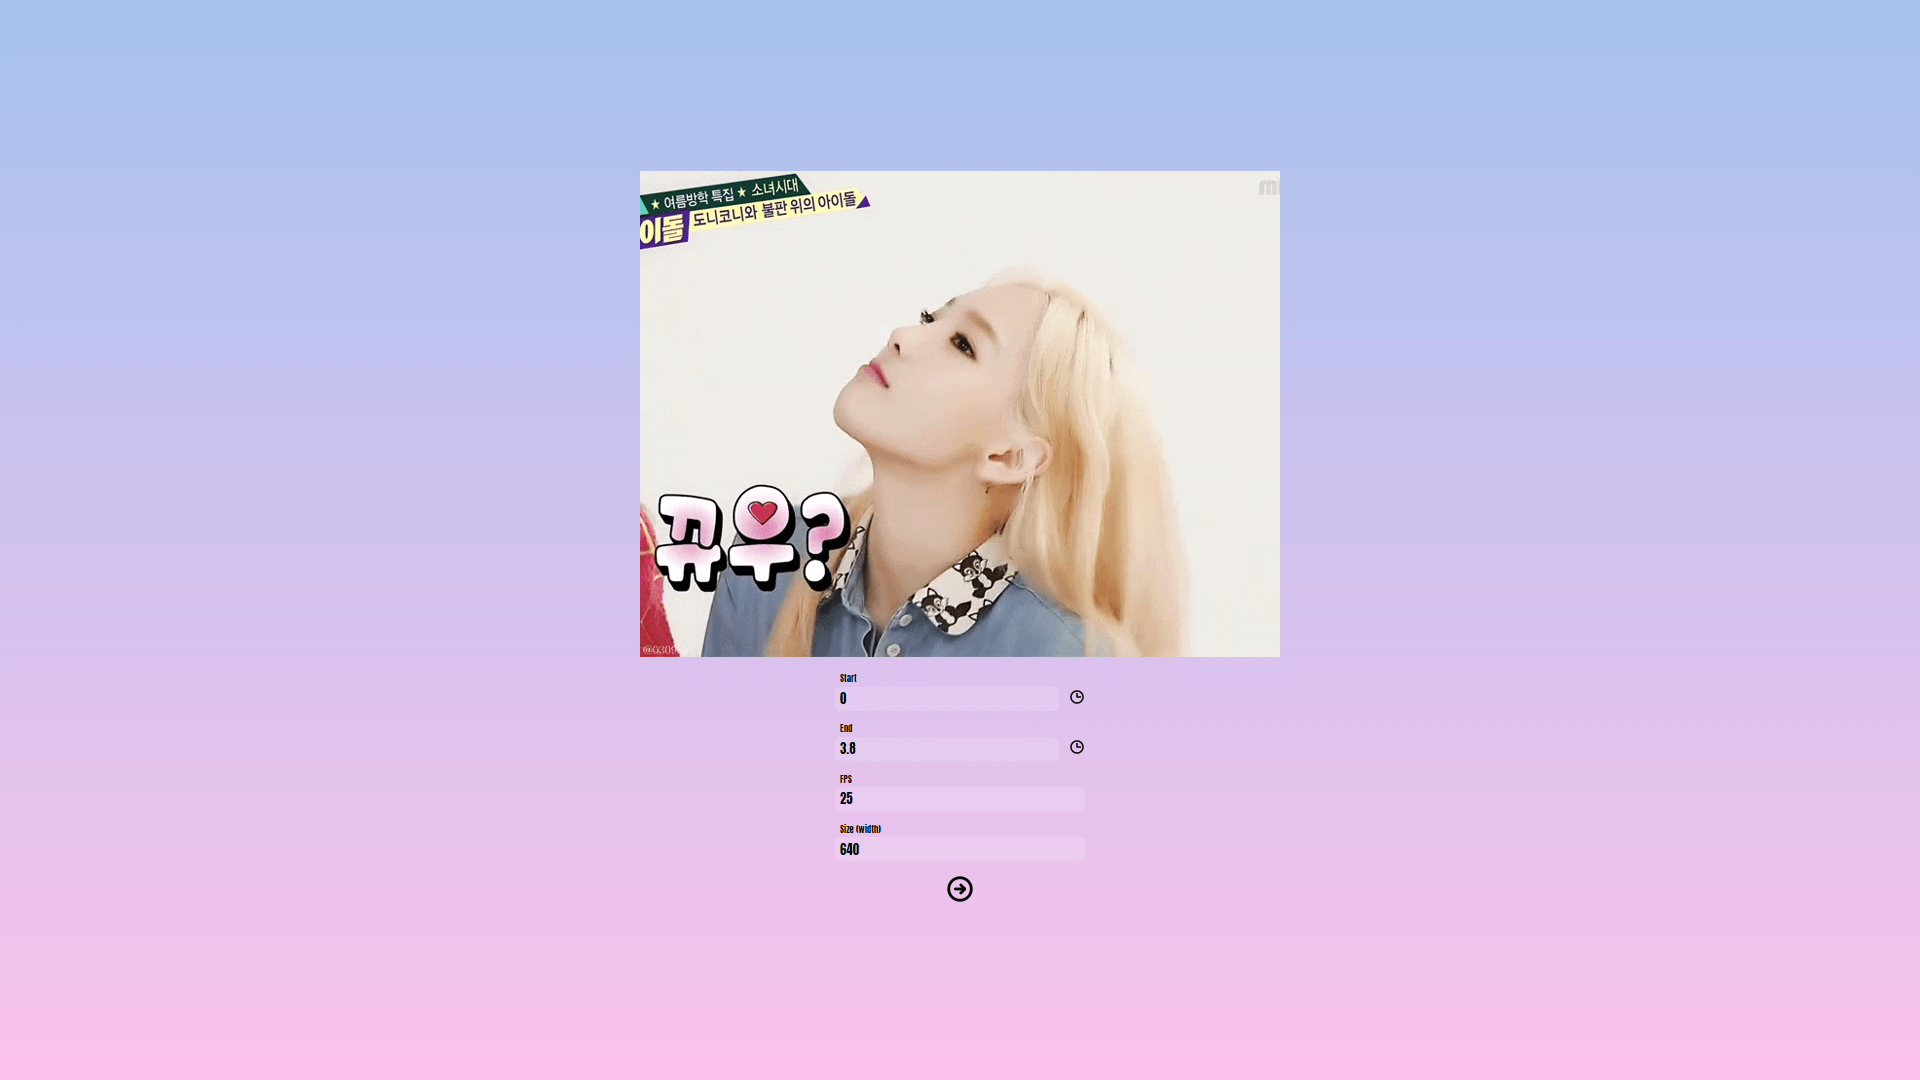 ★ 여름방학 특집 ★ 소녀시대
이돌 도니코니와 불판 위의 아이돌
뀨우?
@0309
Start
0
End
3.8
FPS
25
Size (width)
640